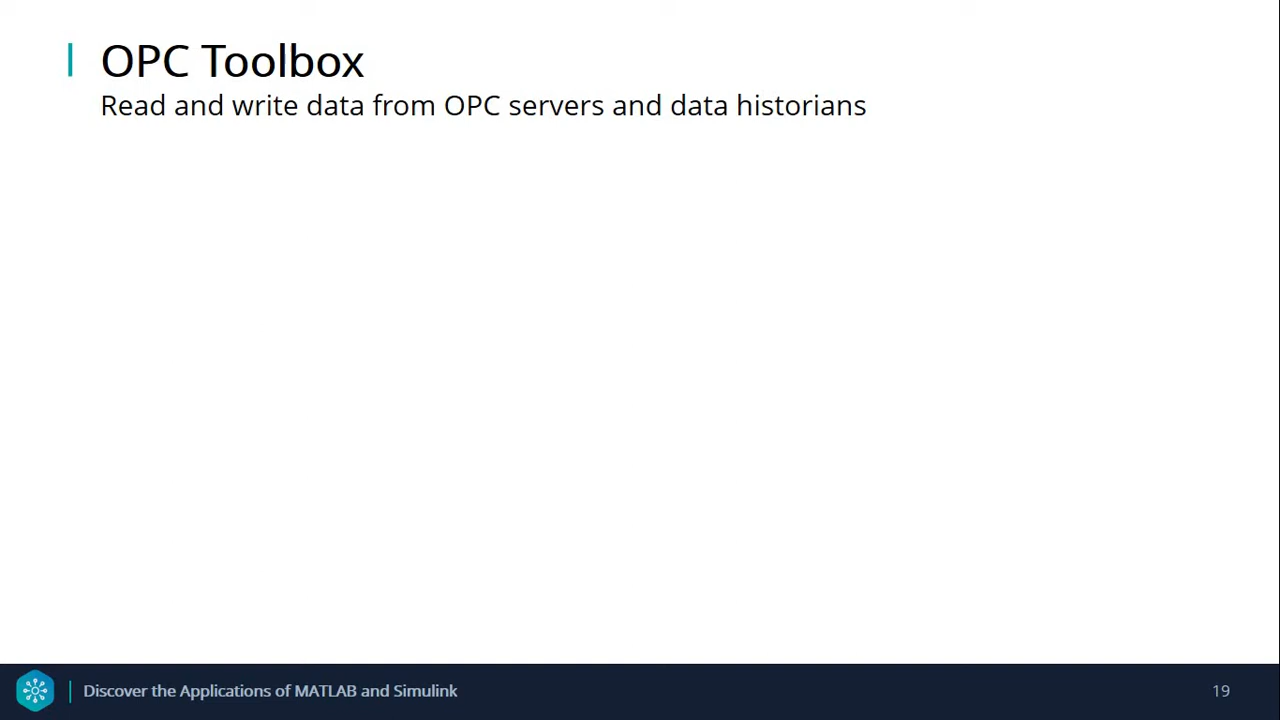 OPC Toolbox
Read and write data from OPC servers and data historians
Discover the Applications of MATLAB and Simulink
19